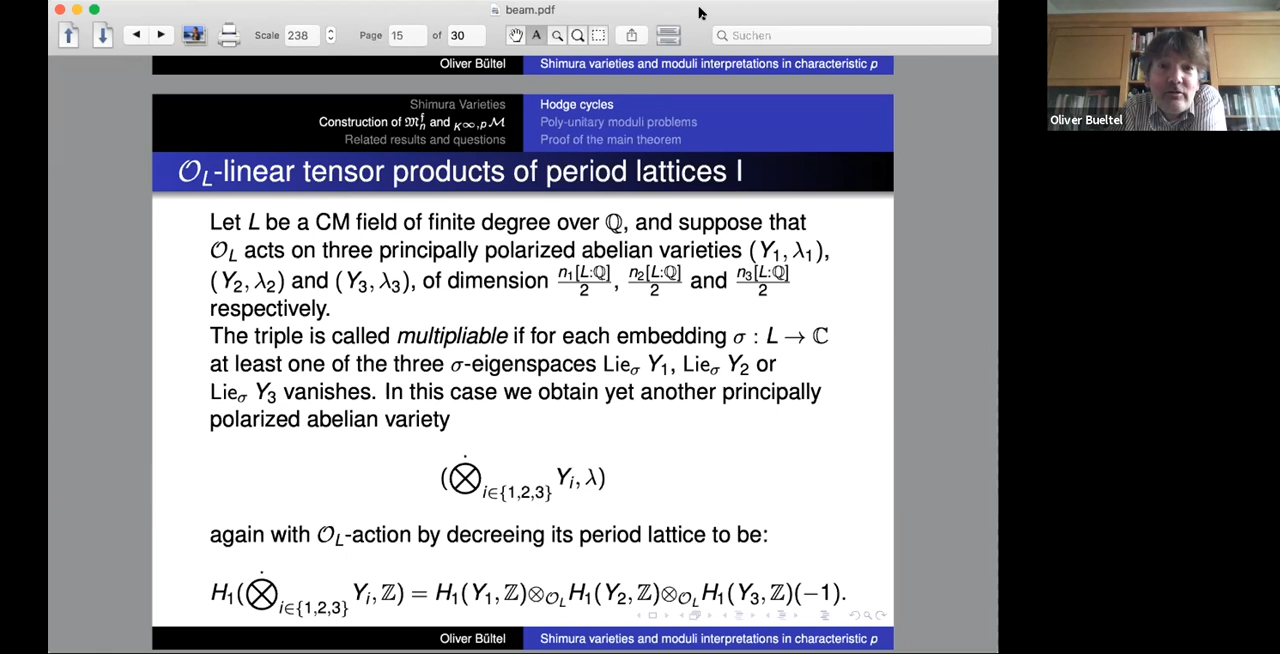 beam.pdf
Scale 238 Page 15 of 30 Suchen
Oliver Bültel Shimura varieties and moduli interpretations in characteristic p
Shimura Varieties Hodge cycles
Construction of 𝔐ᶠₙ and K∞,p ℳ Poly-unitary moduli problems
Related results and questions Proof of the main theorem
𝒪_L-linear tensor products of period lattices I
Let L be a CM field of finite degree over ℚ, and suppose that
𝒪_L acts on three principally polarized abelian varieties (Y₁, λ₁),
(Y₂, λ₂) and (Y₃, λ₃), of dimension n₁[L:ℚ]/2, n₂[L:ℚ]/2 and n₃[L:ℚ]/2
respectively.
The triple is called multipliable if for each embedding σ : L → ℂ
at least one of the three σ-eigenspaces Lie_σ Y₁, Lie_σ Y₂ or
Lie_σ Y₃ vanishes. In this case we obtain yet another principally
polarized abelian variety
(⨂̇_{i∈{1,2,3}} Y_i, λ)
again with 𝒪_L-action by decreeing its period lattice to be:
H₁(⨂̇_{i∈{1,2,3}} Y_i, ℤ) = H₁(Y₁, ℤ)⊗_{𝒪_L} H₁(Y₂, ℤ)⊗_{𝒪_L} H₁(Y₃, ℤ)(−1).
Oliver Bültel Shimura varieties and moduli interpretations in characteristic p
Oliver Bueltel